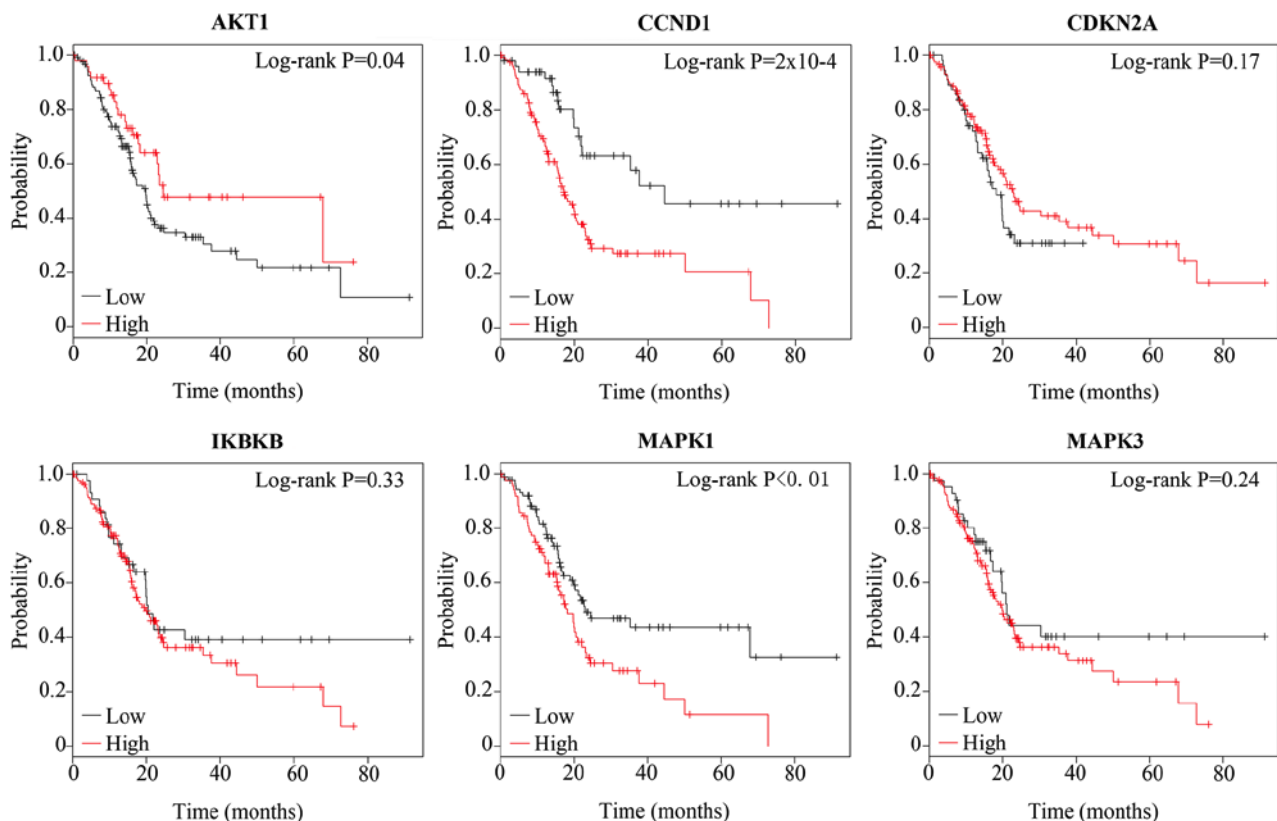 AKT1
Log-rank P=0.04
1.0
0.8
0.6
0.4
0.2
0
Probability
Low
High
0 20 40 60 80
Time (months)
CCND1
Log-rank P=2x10-4
1.0
0.8
0.6
0.4
0.2
0
Probability
Low
High
0 20 40 60 80
Time (months)
CDKN2A
Log-rank P=0.17
1.0
0.8
0.6
0.4
0.2
0
Probability
Low
High
0 20 40 60 80
Time (months)
IKBKB
Log-rank P=0.33
1.0
0.8
0.6
0.4
0.2
0
Probability
Low
High
0 20 40 60 80
Time (months)
MAPK1
Log-rank P<0. 01
1.0
0.8
0.6
0.4
0.2
0
Probability
Low
High
0 20 40 60 80
Time (months)
MAPK3
Log-rank P=0.24
1.0
0.8
0.6
0.4
0.2
0
Probability
Low
High
0 20 40 60 80
Time (months)